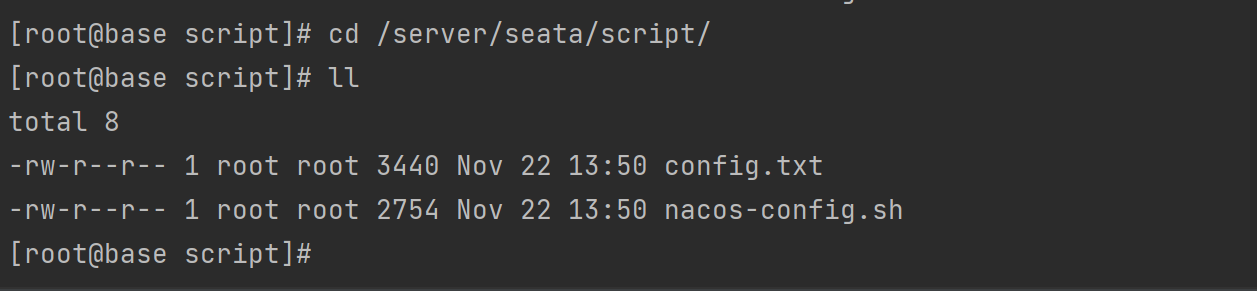 [root@base script]# cd /server/seata/script/
[root@base script]# ll
total 8
-rw-r--r-- 1 root root 3440 Nov 22 13:50 config.txt
-rw-r--r-- 1 root root 2754 Nov 22 13:50 nacos-config.sh
[root@base script]#